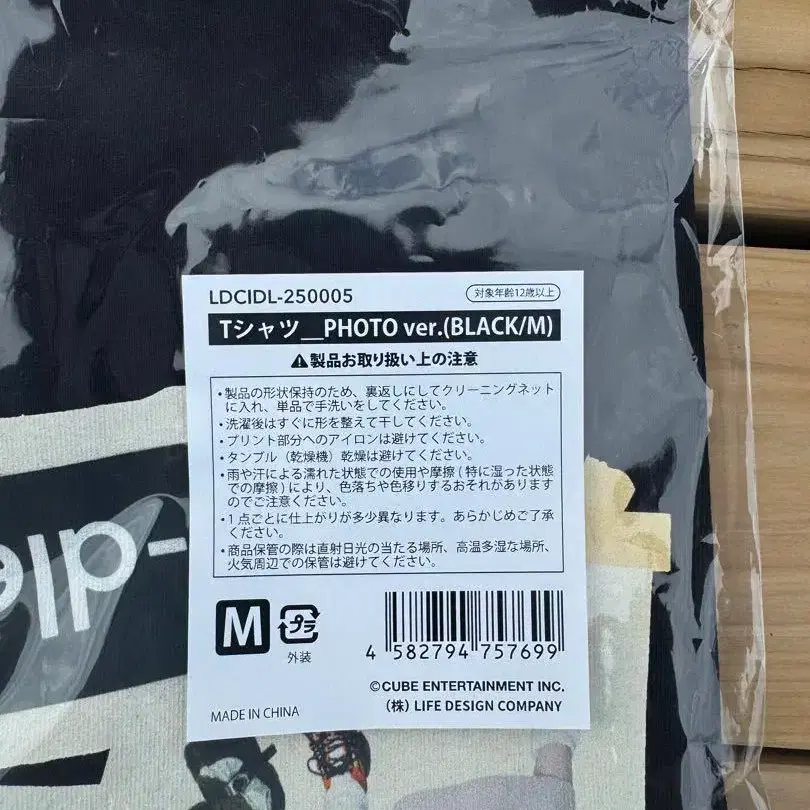 LDCIDL-250005
対象年齢12歳以上
Tシャツ__PHOTO ver.(BLACK/M)
⚠製品お取り扱い上の注意
・製品の形状保持のため、裏返しにしてクリーニングネット
に入れ、単品で手洗いをしてください。
・洗濯後はすぐに形を整えて干してください。
・プリント部分へのアイロンは避けてください。
・タンブル（乾燥機）乾燥は避けてください。
・雨や汗による濡れた状態での使用や摩擦(特に湿った状態
での摩擦)により、色落ちや色移りするおそれがあります
のでご注意ください。
・1点ごとに仕上がりが多少異なります。あらかじめご了承
ください。
・商品保管の際は直射日光の当たる場所、高温多湿な場所、
火気周辺での保管は避けてください。
-dle
M
プラ
外装
4 582794 757699
©CUBE ENTERTAINMENT INC.
（株）LIFE DESIGN COMPANY
MADE IN CHINA